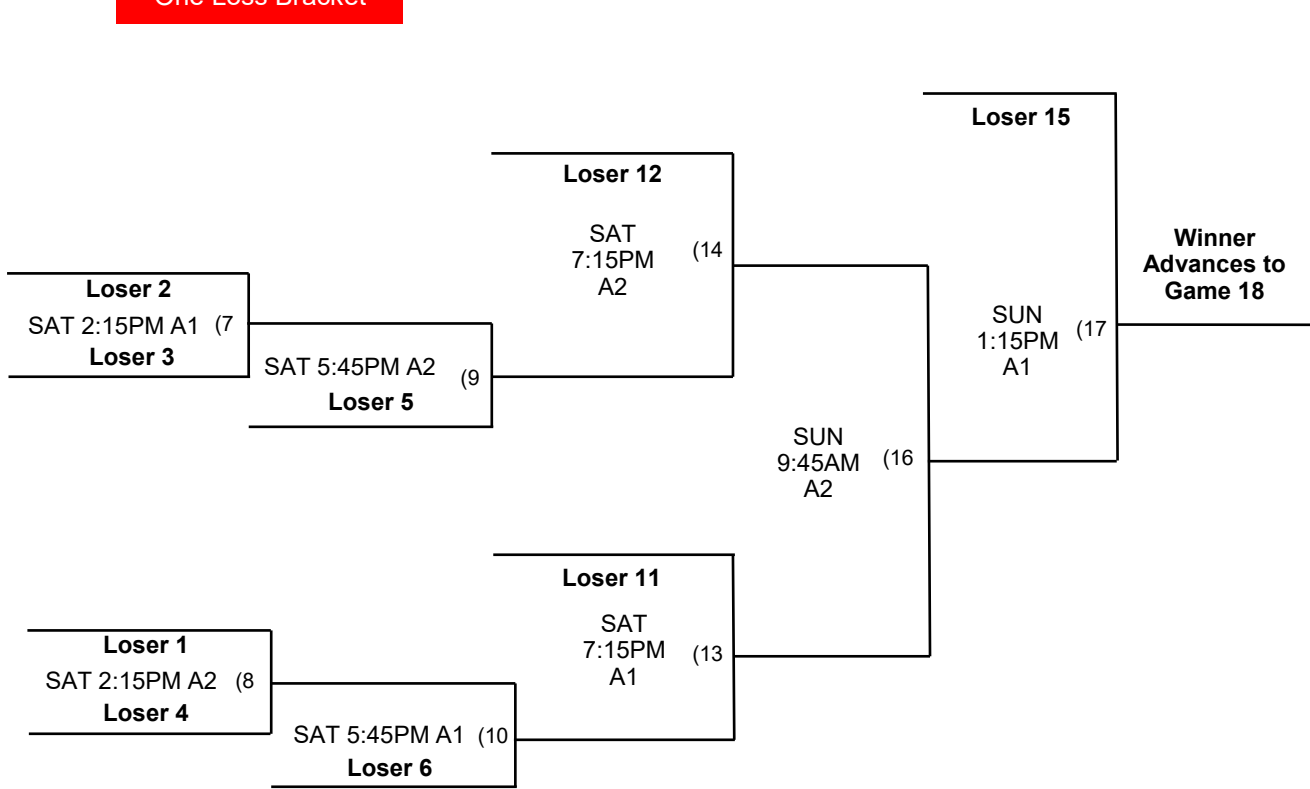 One Loss Bracket
Loser 15
Loser 12
SAT
7:15PM
A2
(14
Winner
Advances to
Game 18
Loser 2
SAT 2:15PM A1 (7
Loser 3
SUN
1:15PM
A1
(17
SAT 5:45PM A2 (9
Loser 5
SUN
9:45AM
A2
(16
Loser 11
SAT
7:15PM
A1
(13
Loser 1
SAT 2:15PM A2 (8
Loser 4
SAT 5:45PM A1 (10
Loser 6